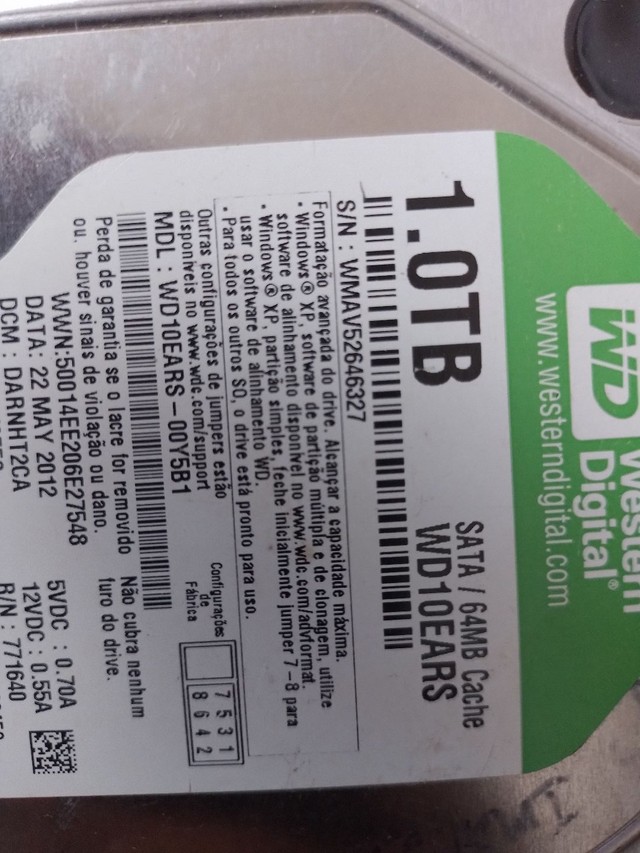 WD
Western
Digital®
www.westerndigital.com
1.0TB
SATA / 64MB Cache
WD10EARS
S/N : WMAV52646327
Formatação avançada do drive. Alcançar a capacidade máxima.
• Windows® XP, software de partição múltipla e de clonagem, utilize
software de alinhamento disponível no www.wdc.com/advformat.
• Windows® XP, partição simples, feche inicialmente jumper 7-8 para
usar o software de alinhamento WD.
• Para todos os outros SO, o drive está pronto para uso.
Outras configurações de jumpers estão
disponíveis no www.wdc.com/support
Configurações
de
Fábrica
7 5 3 1
8 6 4 2
MDL : WD10EARS-00Y5B1
Perda de garantia se o lacre for removido
ou. houver sinais de violação ou dano.
Não cubra nenhum
furo do drive.
WWN:50014EE206E27548
DATA: 22 MAY 2012
DCM : DARNHT2CA
5VDC : 0.70A
12VDC : 0.55A
R/N : 771640